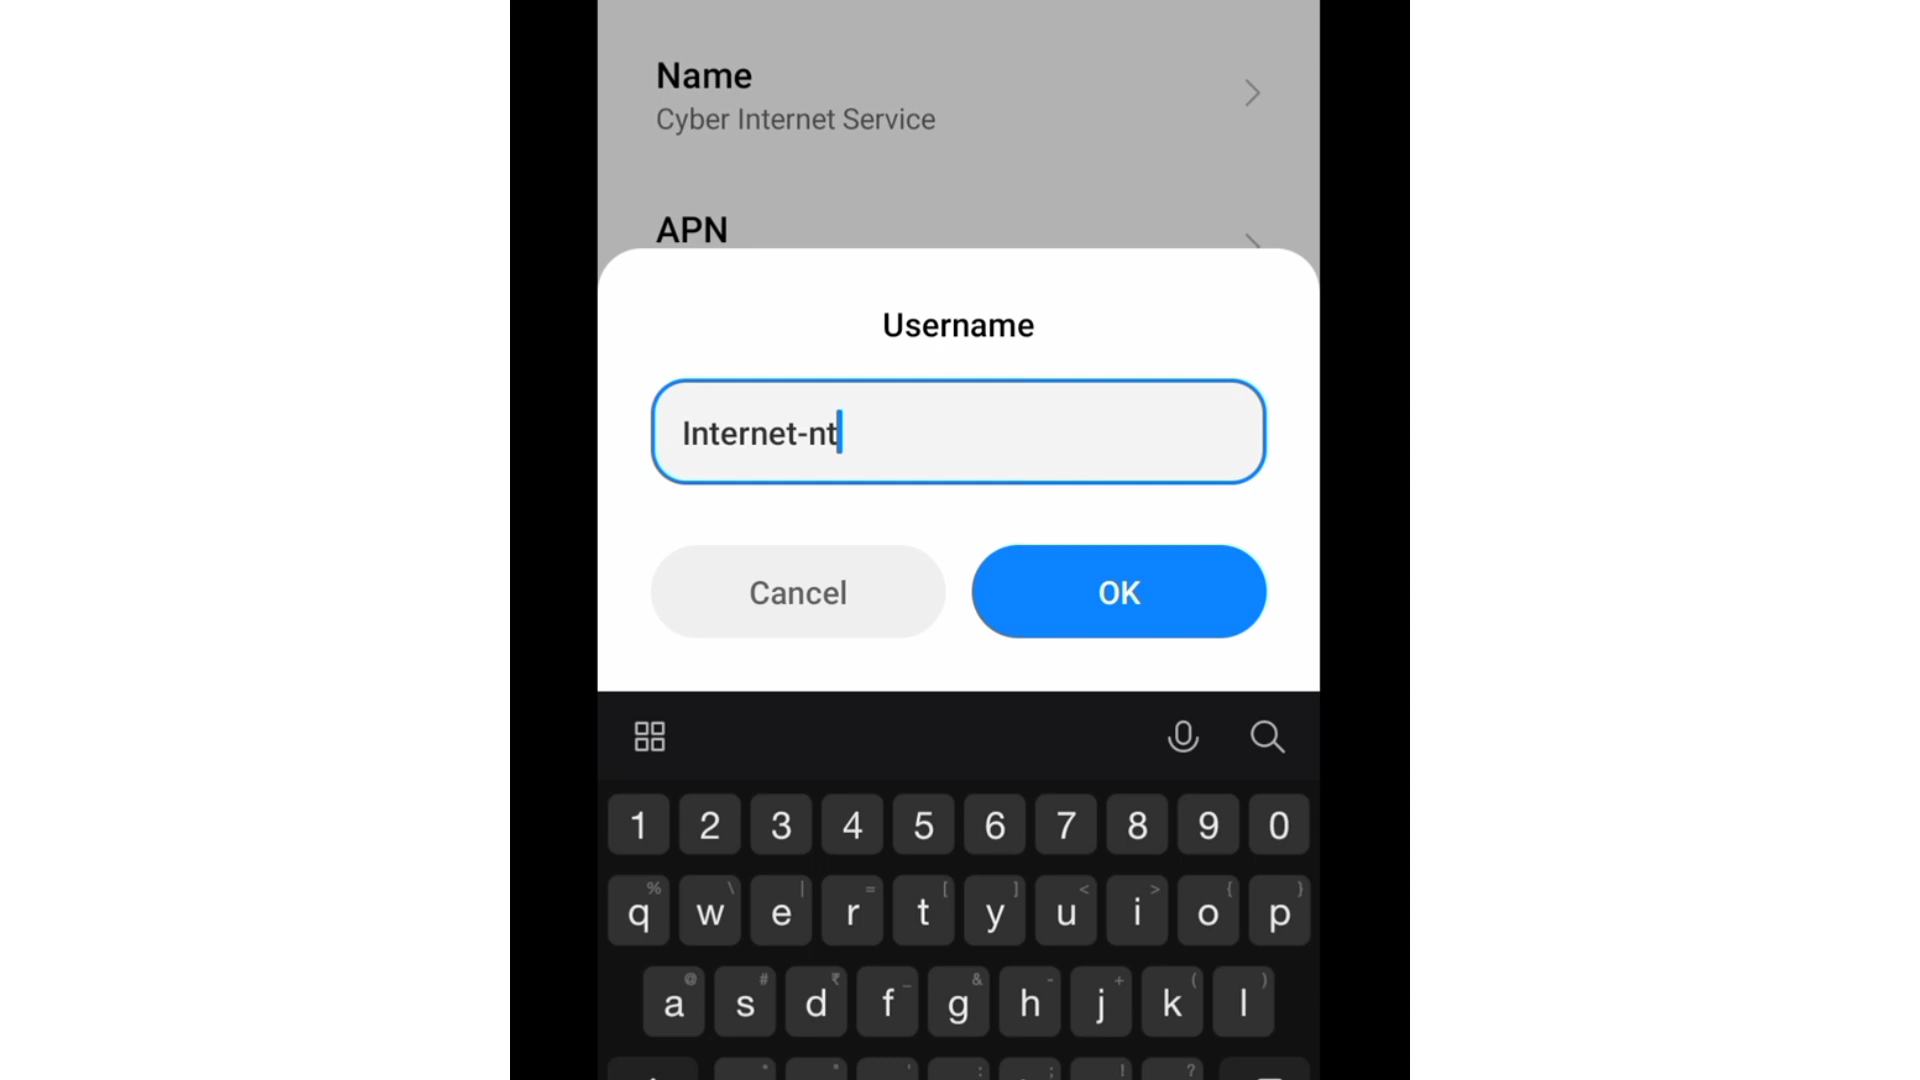 Name
Cyber Internet Service
APN
Username
Internet-nt
Cancel
OK
1 2 3 4 5 6 7 8 9 0
% \ | = [ ] < > { }
q w e r t y u i o p
@ # ₹ _ & - + ( )
a s d f g h j k l
* " ' : ; ! ?